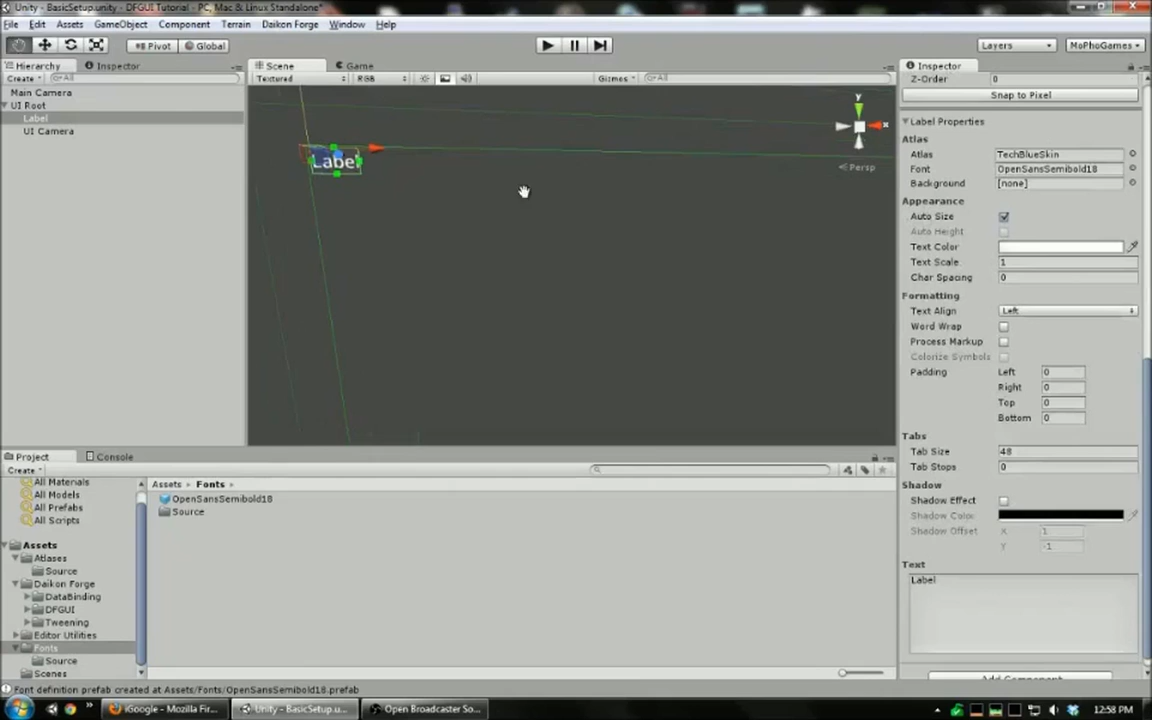 Unity - BasicSetup.unity - DFGUI Tutorial - PC, Mac & Linux Standalone*
File Edit Assets GameObject Component Terrain Daikon Forge Window Help
Pivot Global Layers MoPhoGames
Hierarchy Inspector Scene Game Inspector
Create All Textured RGB Gizmos All Z-Order 0
Main Camera
Snap to Pixel
UI Root
Label
UI Camera
y
x
Persp
Label
Label Properties
Atlas
Atlas TechBlueSkin
Font OpenSansSemibold18
Background [none]
Appearance
Auto Size
Auto Height
Text Color
Text Scale 1
Char Spacing 0
Formatting
Text Align Left
Word Wrap
Process Markup
Colorize Symbols
Padding Left 0
Right 0
Top 0
Bottom 0
Tabs
Tab Size 48
Tab Stops 0
Shadow
Shadow Effect
Shadow Color
Shadow Offset X 1
Y -1
Text
Label
Add Component
Project Console
Create
All Materials
All Models
All Prefabs
All Scripts
Assets
Atlases
Source
Daikon Forge
DataBinding
DFGUI
Tweening
Editor Utilities
Fonts
Source
Scenes
Assets Fonts
OpenSansSemibold18
Source
Font definition prefab created at Assets/Fonts/OpenSansSemibold18.prefab
iGoogle - Mozilla Fir... Unity - BasicSetup.u... Open Broadcaster So... 12:58 PM